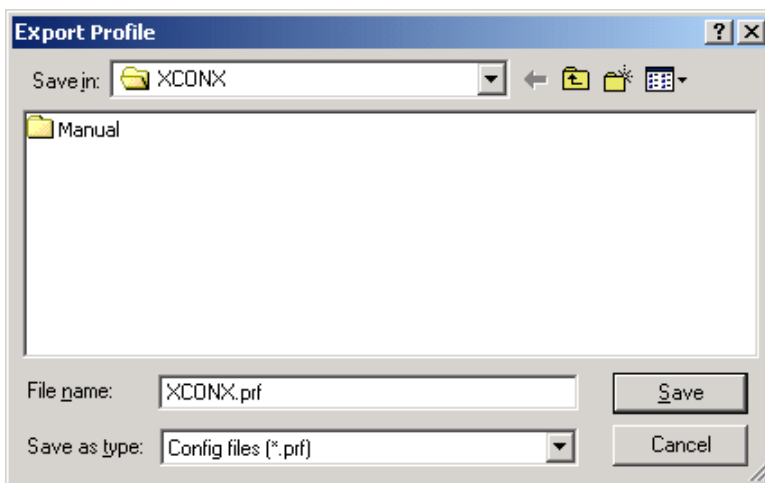 Export Profile
Save in: XCONX
Manual
File name: XCONX.prf Save
Save as type: Config files (*.prf) Cancel